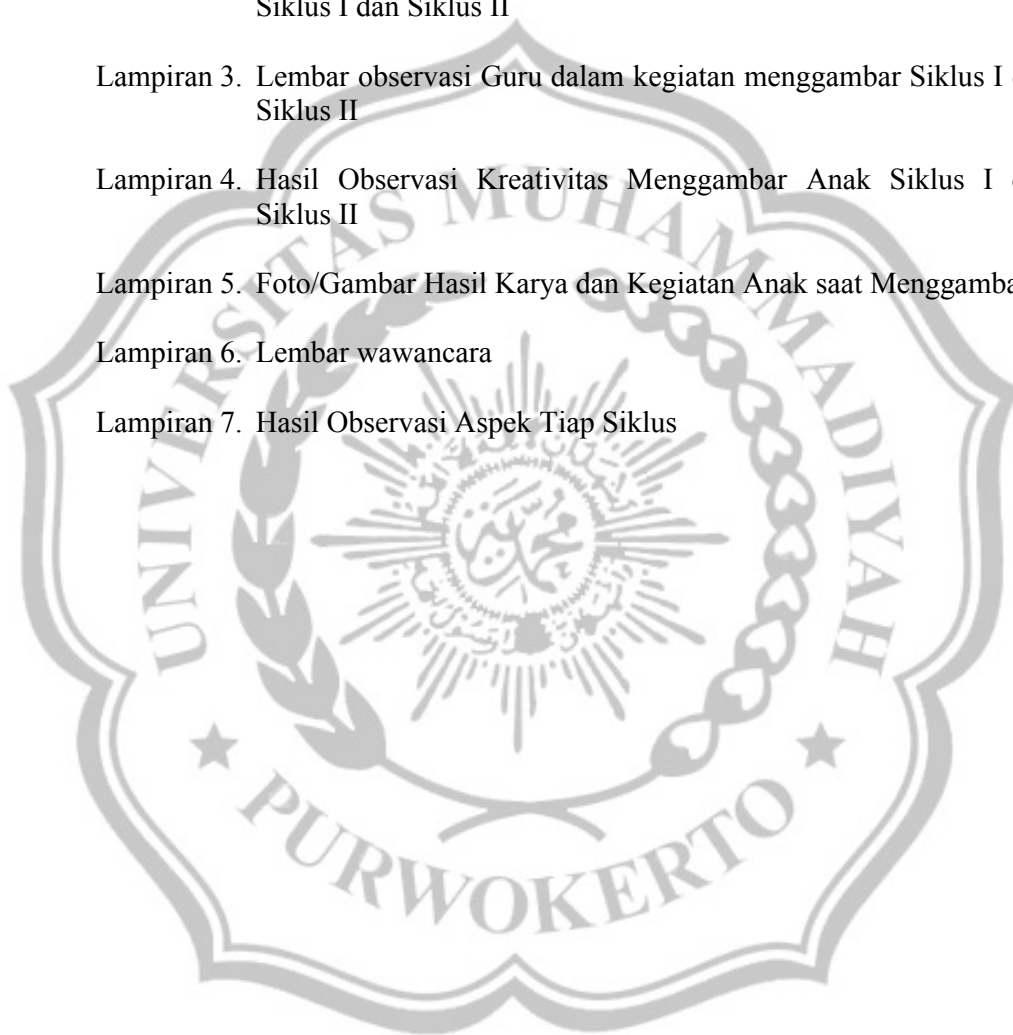 Siklus I dan Siklus II
Lampiran 3. Lembar observasi Guru dalam kegiatan menggambar Siklus I
Siklus II
Lampiran 4. Hasil Observasi Kreativitas Menggambar Anak Siklus I
Siklus II
Lampiran 5. Foto/Gambar Hasil Karya dan Kegiatan Anak saat Menggamba
Lampiran 6. Lembar wawancara
Lampiran 7. Hasil Observasi Aspek Tiap Siklus
UNIVERSITAS MUHAMMADIYAH
PURWOKERTO